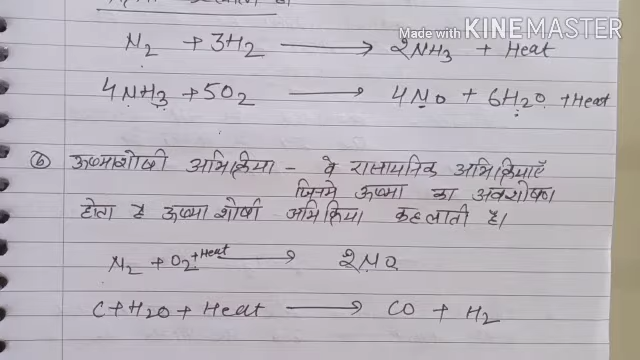 Made with KINEMASTER
N2 + 3H2 ⟶ 2NH3 + Heat
4NH3 + 5O2 ⟶ 4NO + 6H2O + Heat
(b) ऊष्माशोषी अभिक्रिया - वे रासायनिक अभिक्रियाएँ
जिनमे ऊष्मा का अवशोषण
होता है ऊष्मा शोषी अभिक्रिया कहलाती है।
N2 + O2 +Heat ⟶ 2NO
C+H2O + Heat ⟶ CO + H2